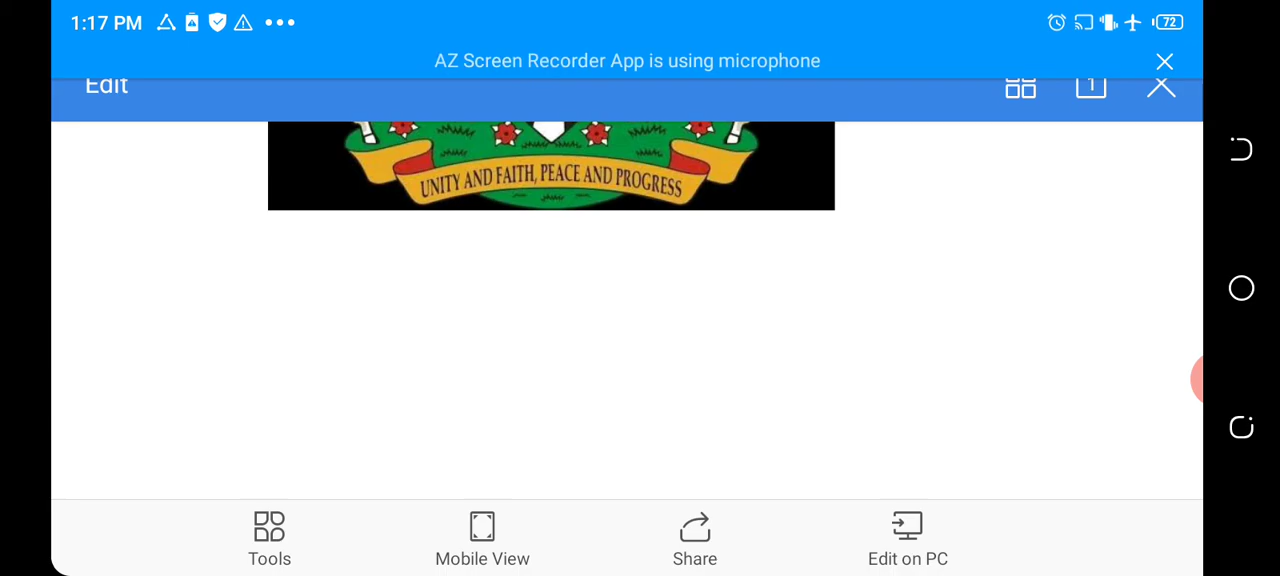 1:17 PM
72
AZ Screen Recorder App is using microphone
Edit
1
UNITY AND FAITH, PEACE AND PROGRESS
Tools
Mobile View
Share
Edit on PC